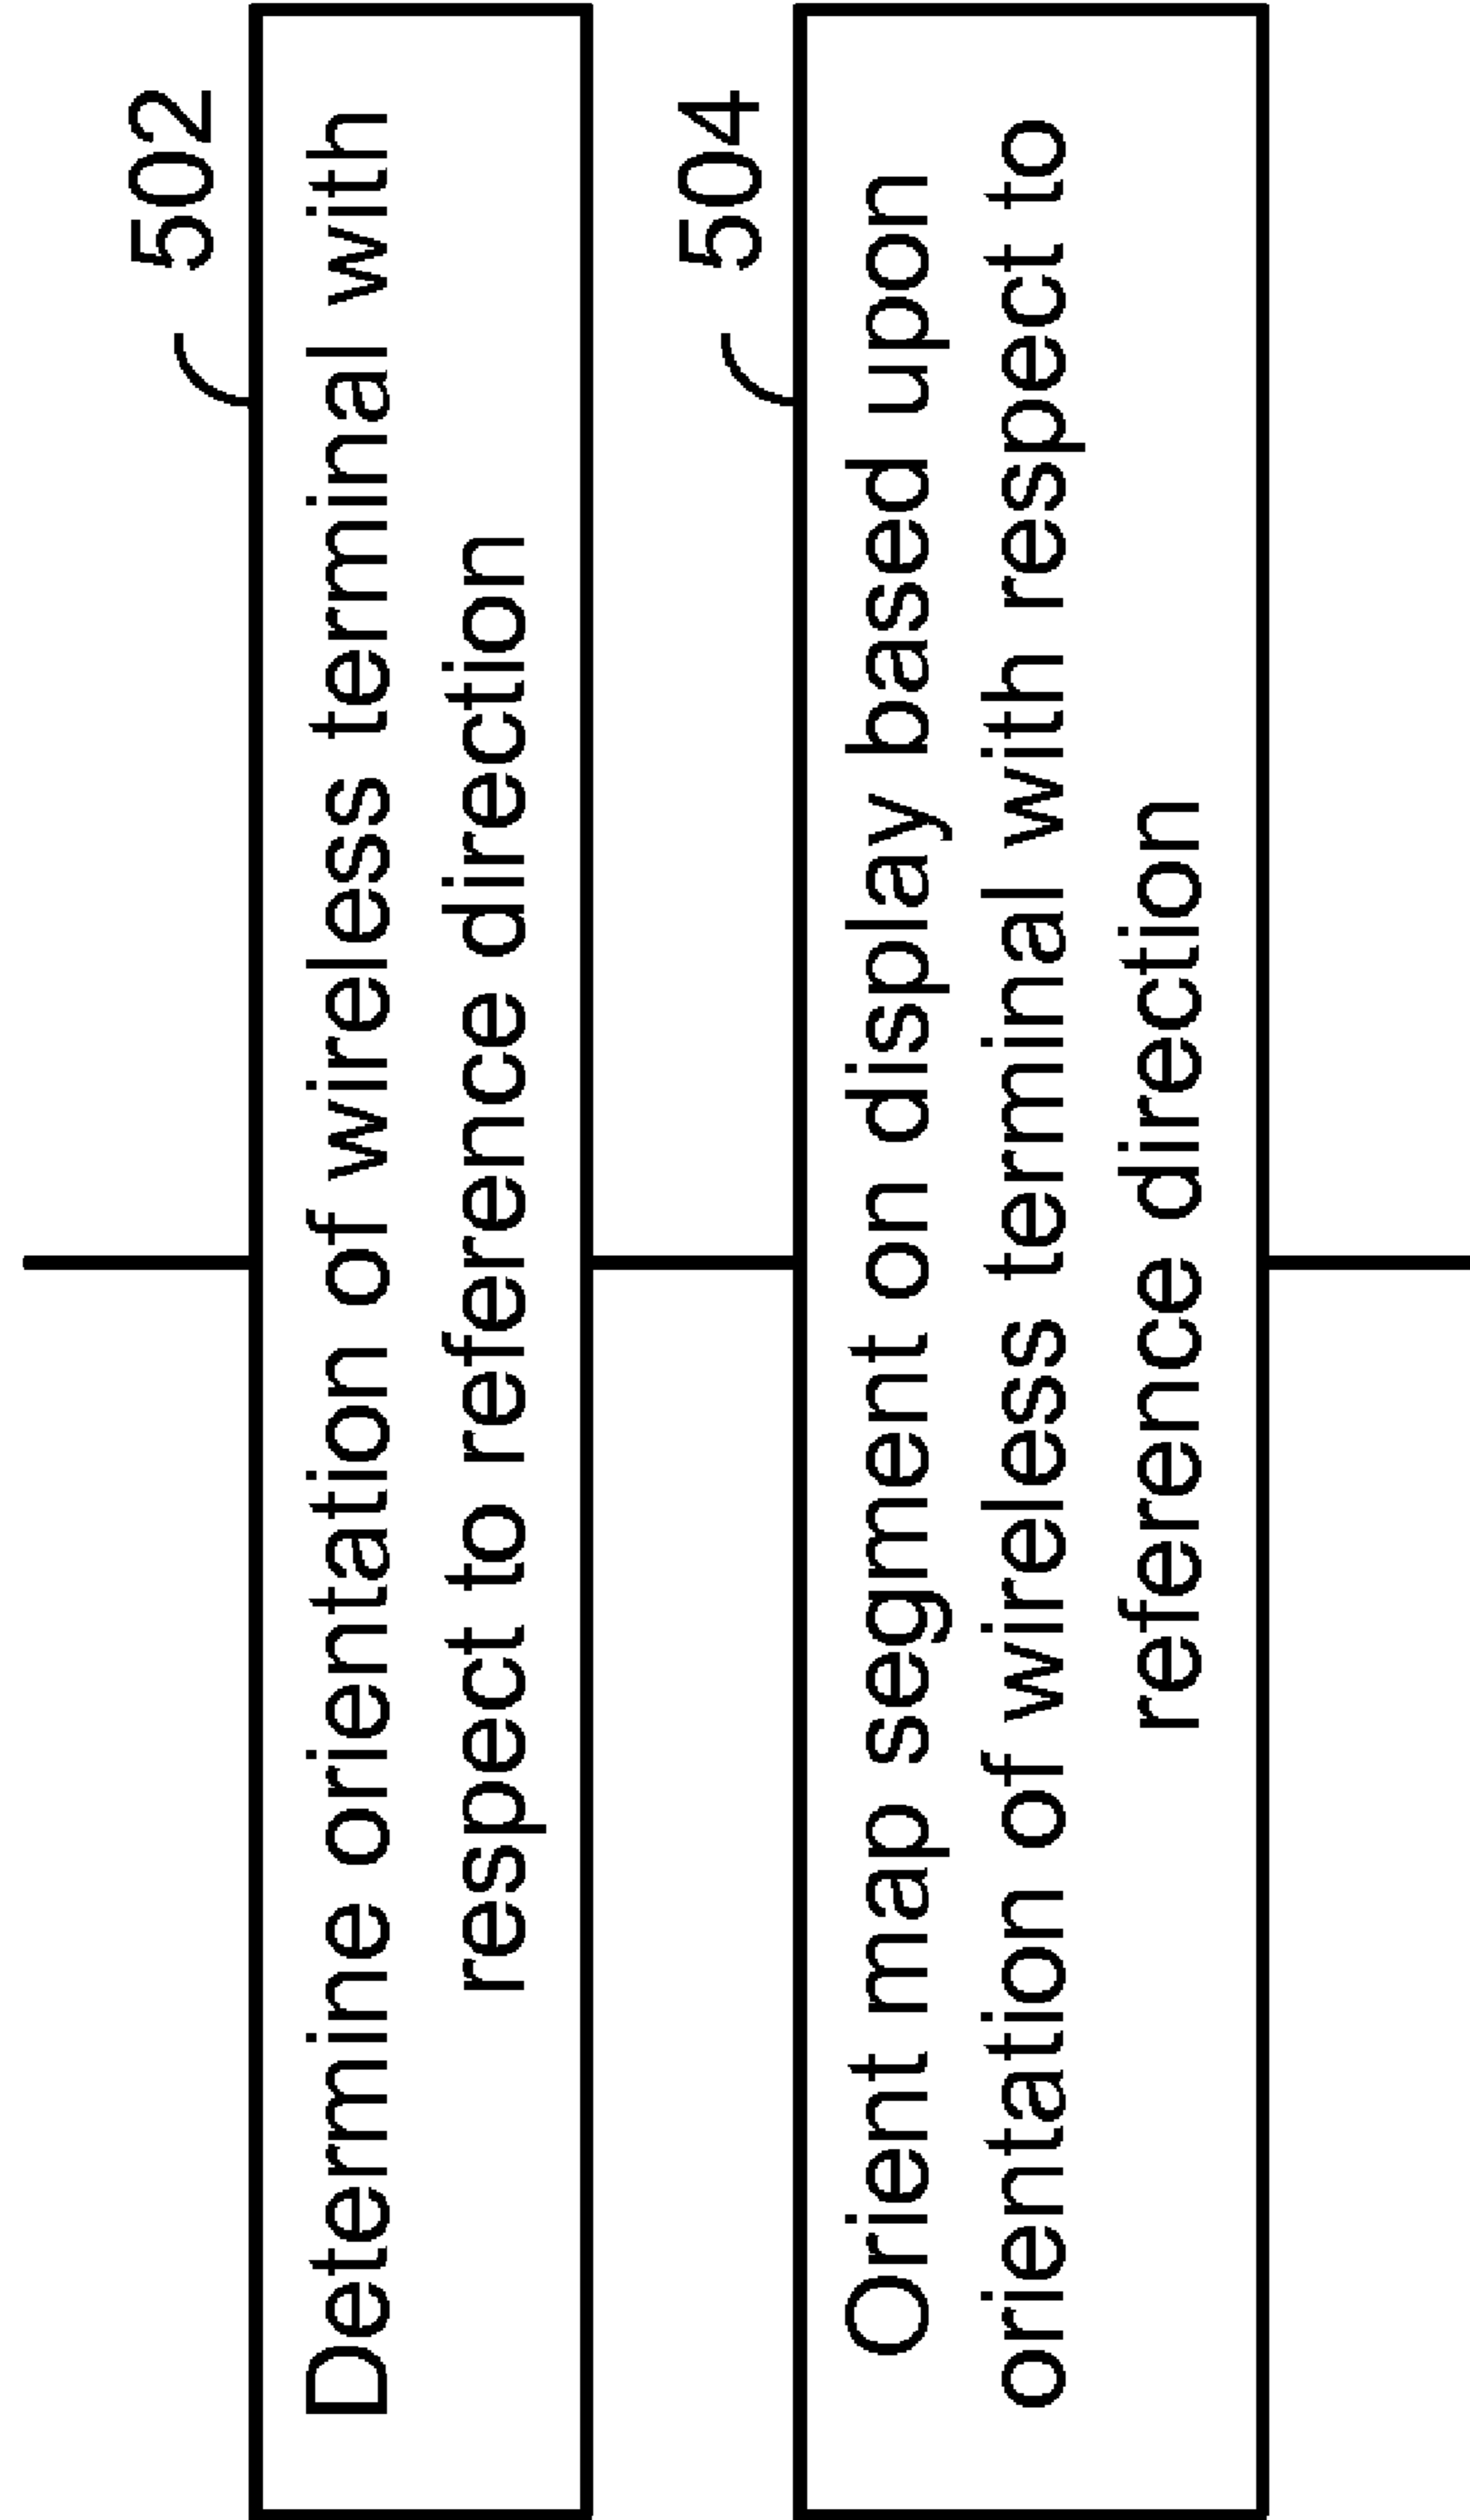 502
Determine orientation of wireless terminal with
respect to reference direction
504
Orient map segment on display based upon
orientation of wireless terminal with respect to
reference direction